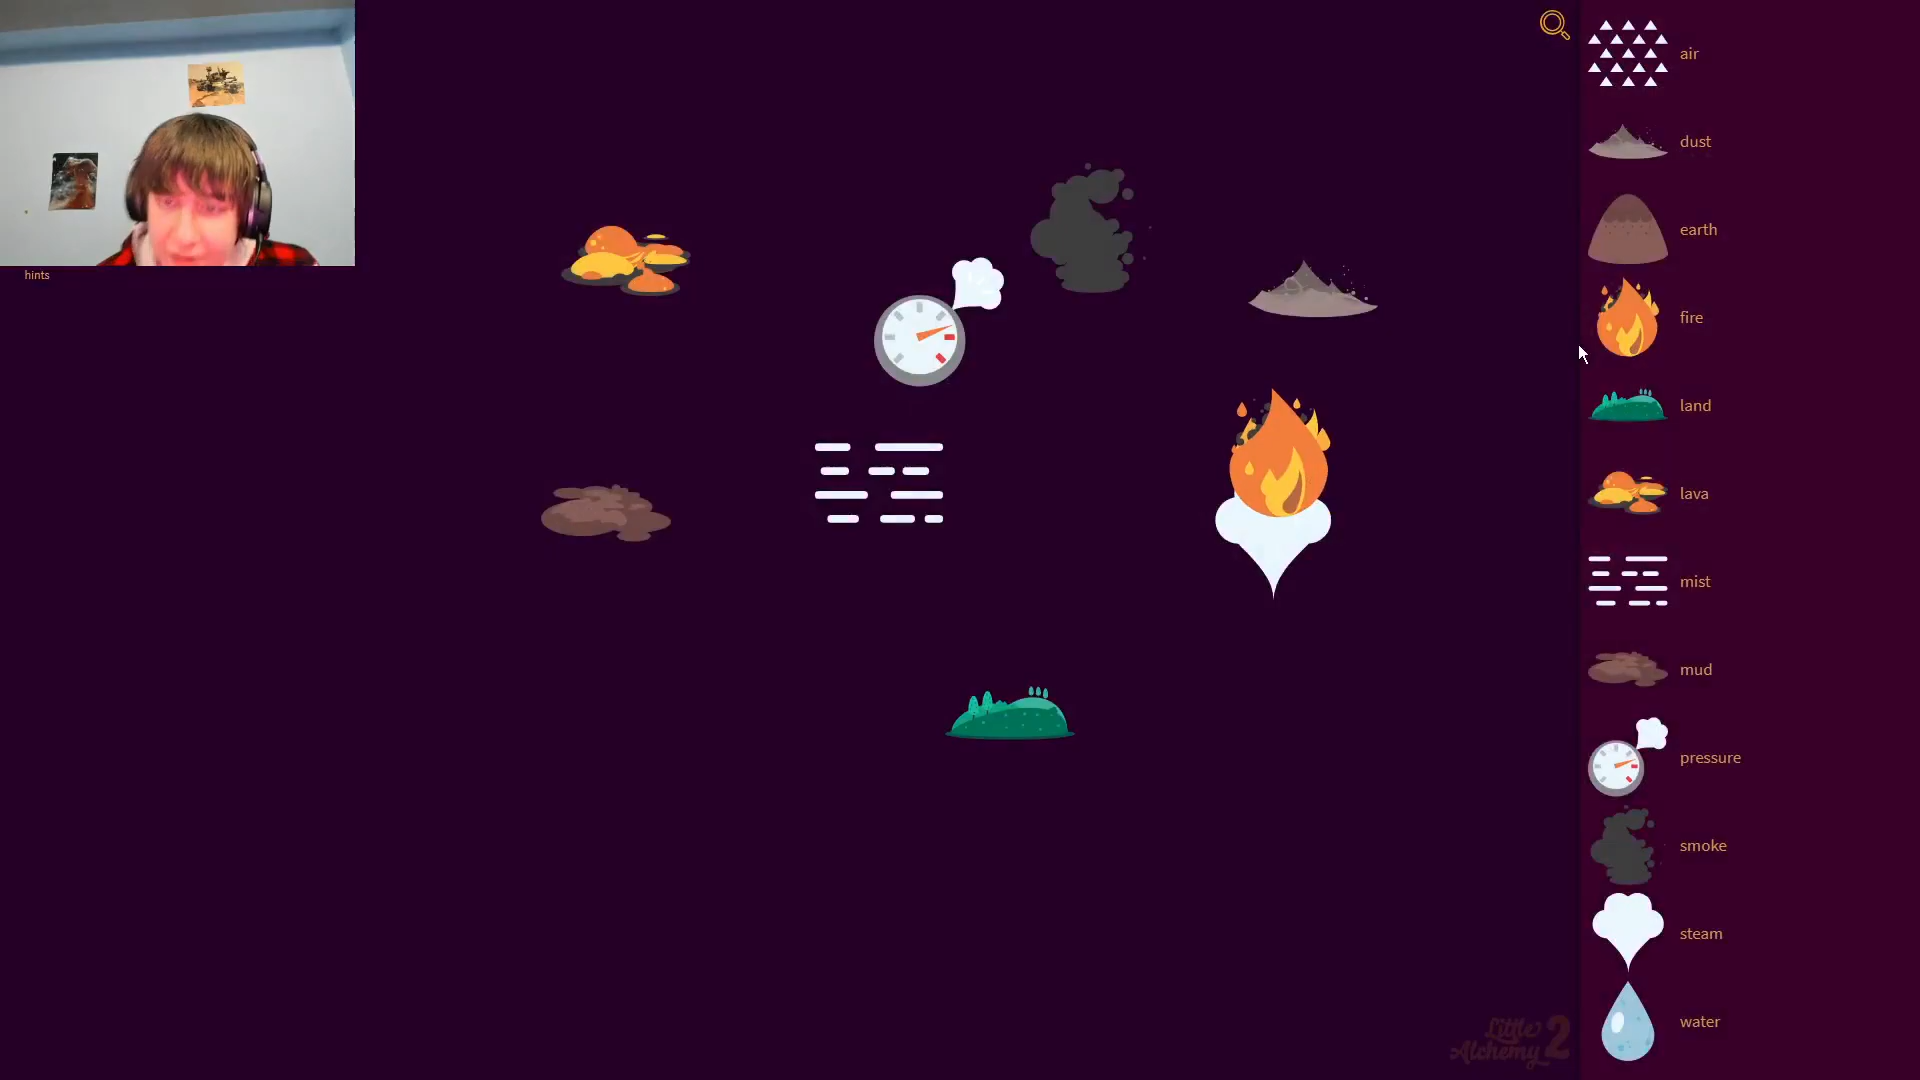 hints
air
dust
earth
fire
land
lava
mist
mud
pressure
smoke
steam
water
Little
Alchemy 2